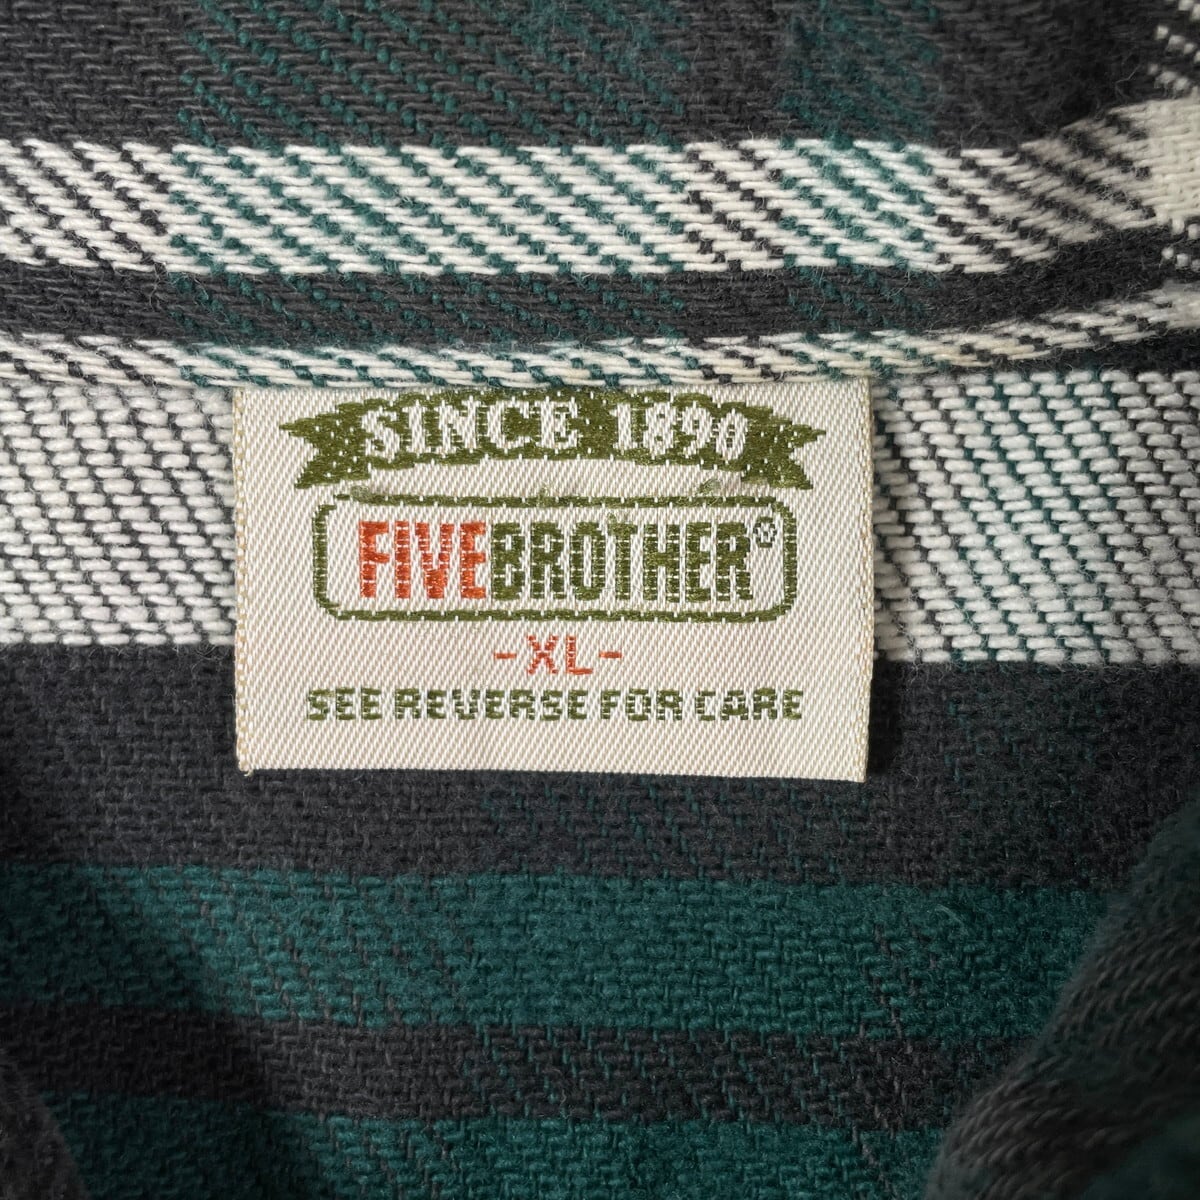 SINCE 1890
FIVEBROTHER®
-XL-
SEE REVERSE FOR CARE